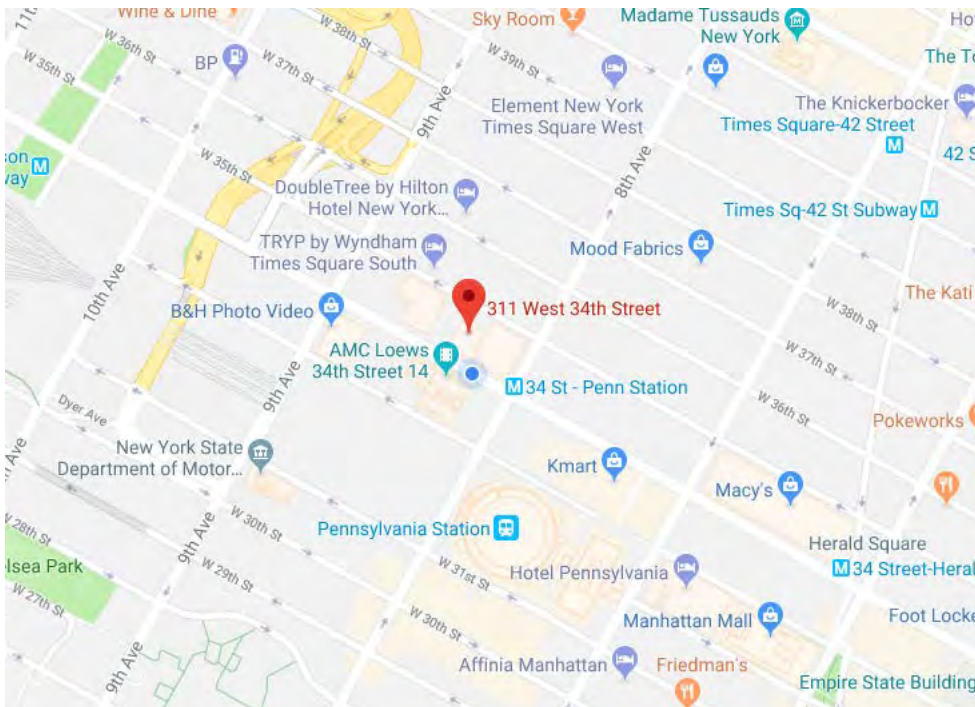 Wine & Dine
11th
W 36th St
W 35th St
BP
W 38th St
W 37th St
Sky Room
W 39th St
Madame Tussauds
New York
Element New York
Times Square West
9th Ave
8th Ave
The Knickerbocker
Times Square-42 Street
42 S
Times Sq-42 St Subway
W 35th St
DoubleTree by Hilton
Hotel New York...
TRYP by Wyndham
Times Square South
Mood Fabrics
10th Ave
B&H Photo Video
311 West 34th Street
The Kati
W 38th St
W 37th St
W 36th St
AMC Loews
34th Street 14
34 St - Penn Station
9th Ave
Dyer Ave
New York State
Department of Motor...
Kmart
Macy's
Pokeworks
Pennsylvania Station
W 30th St
W 28th St
9th Ave
W 29th St
W 27th St
elsea Park
W 31st St
W 30th St
Hotel Pennsylvania
Herald Square
34 Street-Heral
Manhattan Mall
Foot Locke
Affinia Manhattan
Friedman's
9th Ave
Empire State Building